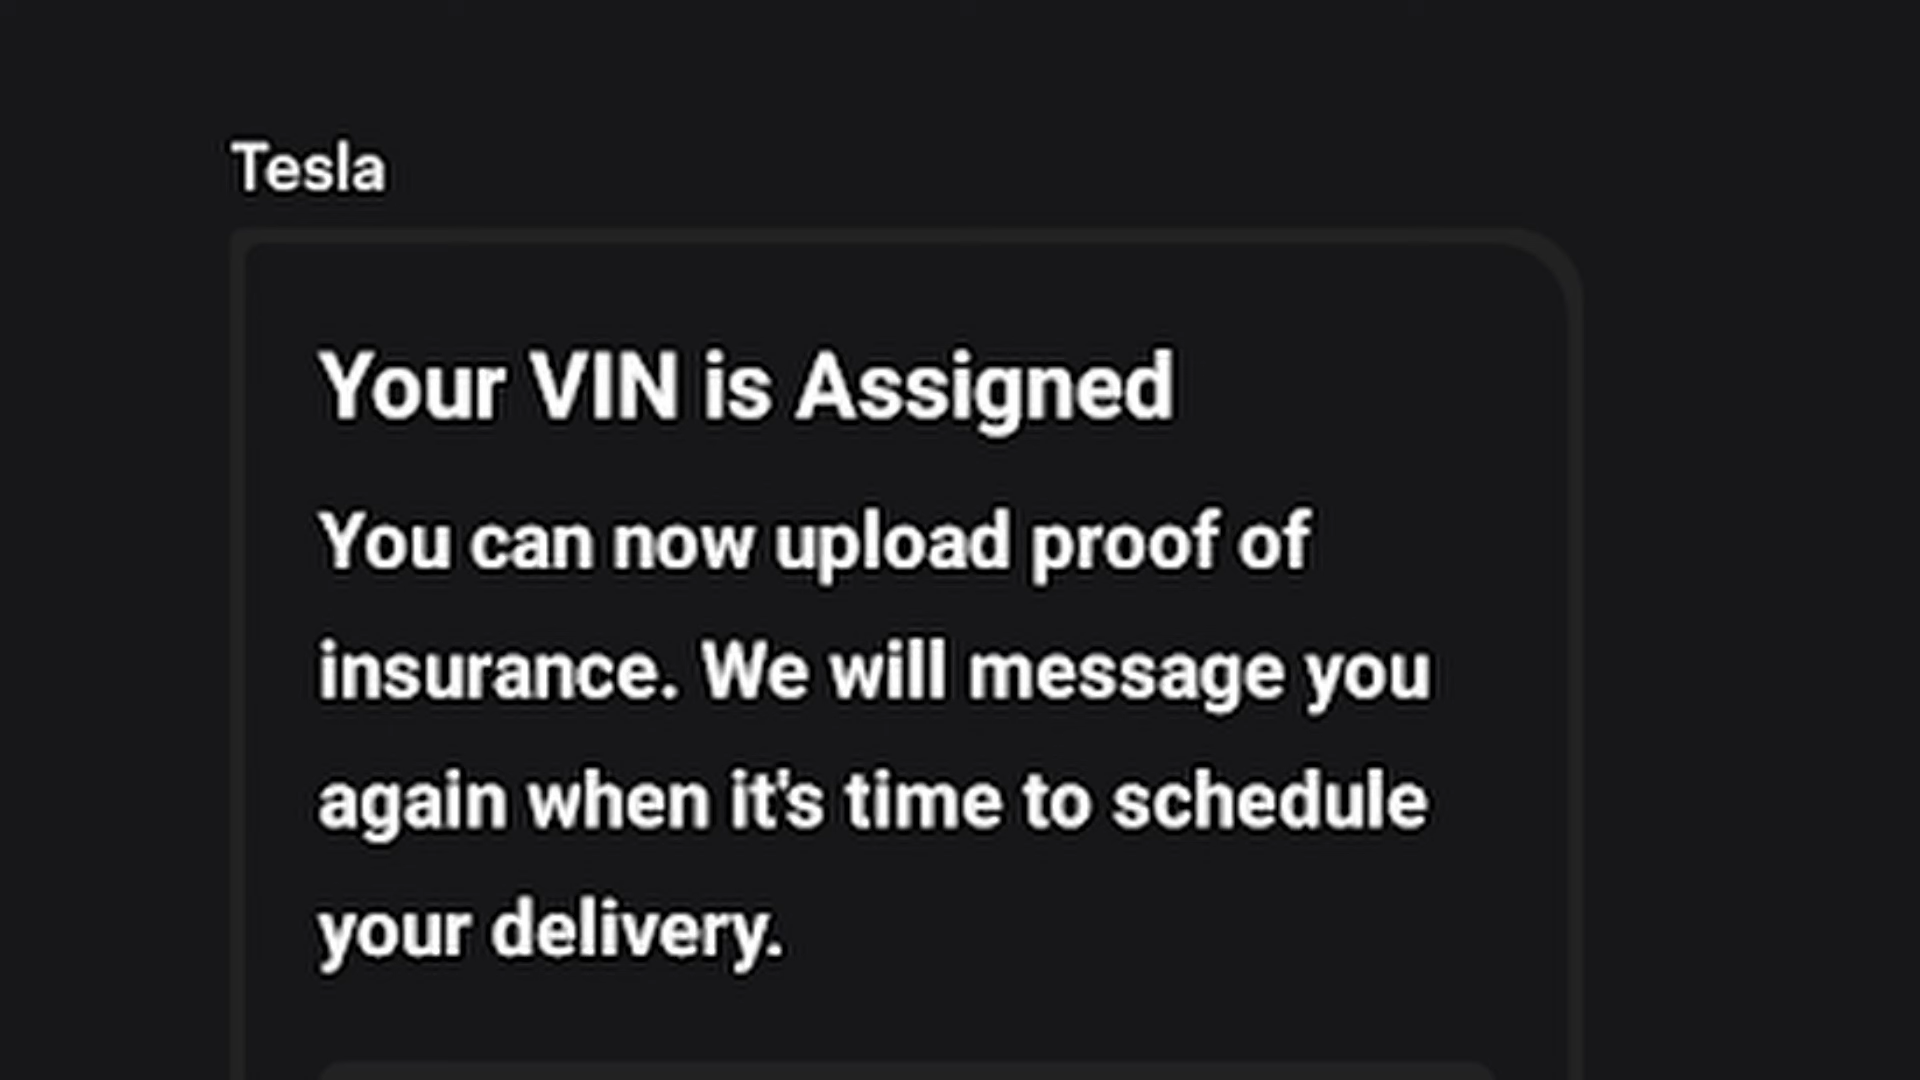 Tesla
Your VIN is Assigned
You can now upload proof of
insurance. We will message you
again when it's time to schedule
your delivery.